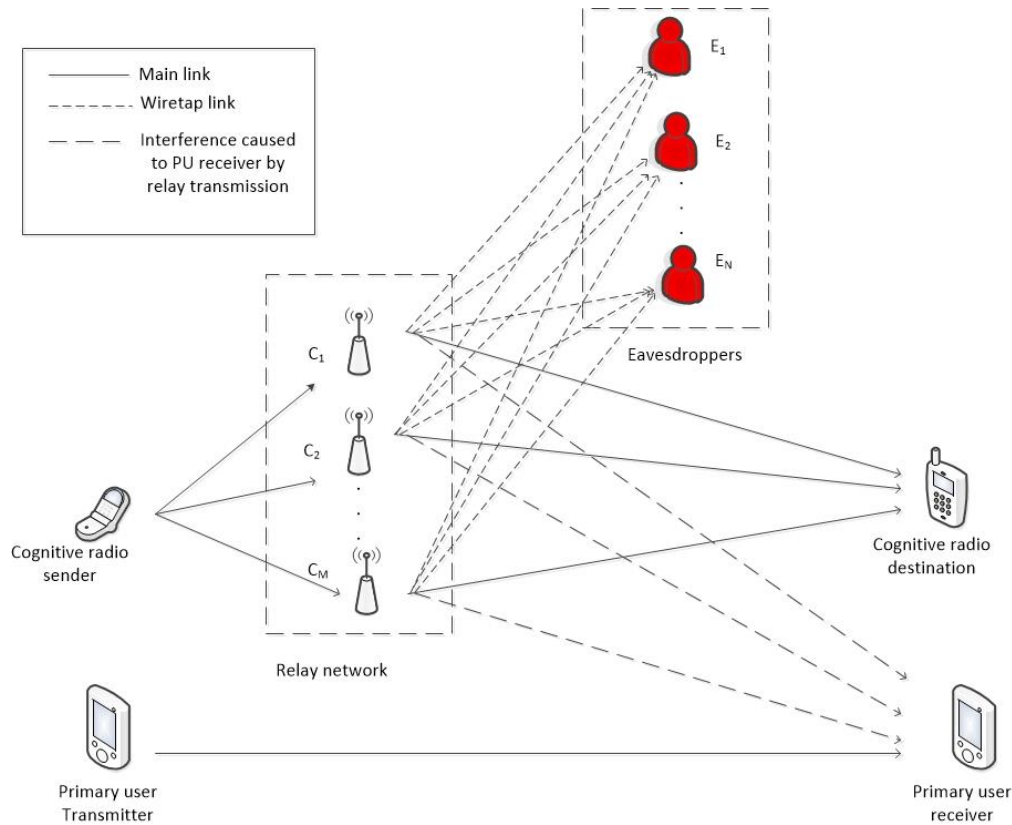 Main link
Wiretap link
Interference caused
to PU receiver by
relay transmission
E1
E2
EN
Eavesdroppers
C1
C2
CM
Relay network
Cognitive radio
sender
Cognitive radio
destination
Primary user
Transmitter
Primary user
receiver